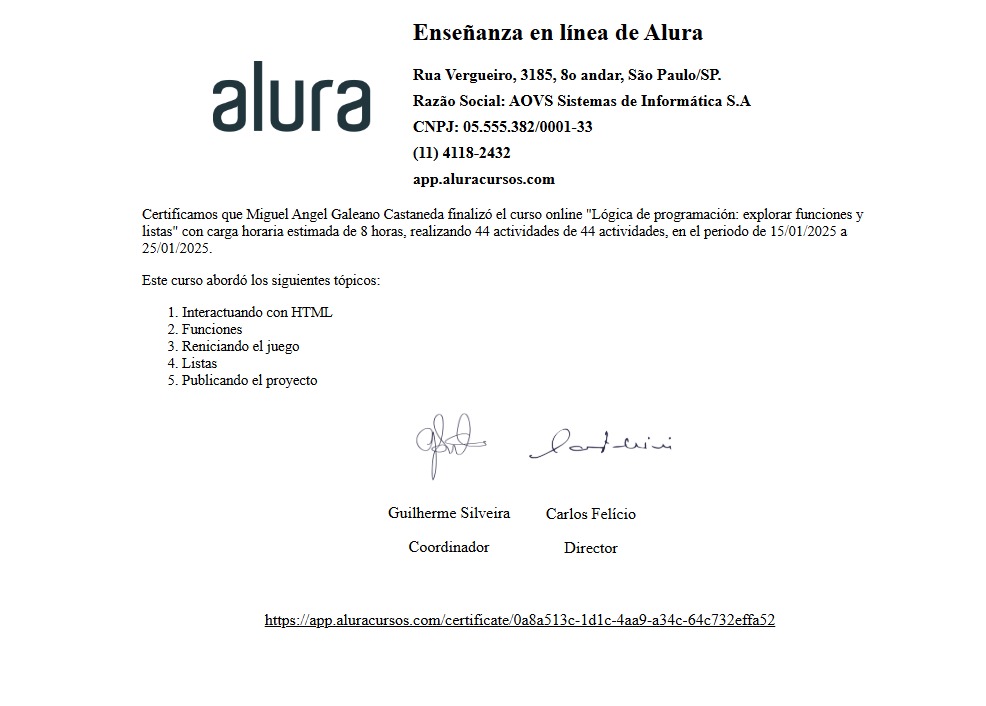 alura
Enseñanza en línea de Alura
Rua Vergueiro, 3185, 8o andar, São Paulo/SP.
Razão Social: AOVS Sistemas de Informática S.A
CNPJ: 05.555.382/0001-33
(11) 4118-2432
app.aluracursos.com
Certificamos que Miguel Angel Galeano Castaneda finalizó el curso online "Lógica de programación: explorar funciones y
listas" con carga horaria estimada de 8 horas, realizando 44 actividades de 44 actividades, en el periodo de 15/01/2025 a
25/01/2025.
Este curso abordó los siguientes tópicos:
1. Interactuando con HTML
2. Funciones
3. Reniciando el juego
4. Listas
5. Publicando el proyecto
Guilherme Silveira
Carlos Felício
Coordinador
Director
https://app.aluracursos.com/certificate/0a8a513c-1d1c-4aa9-a34c-64c732effa52